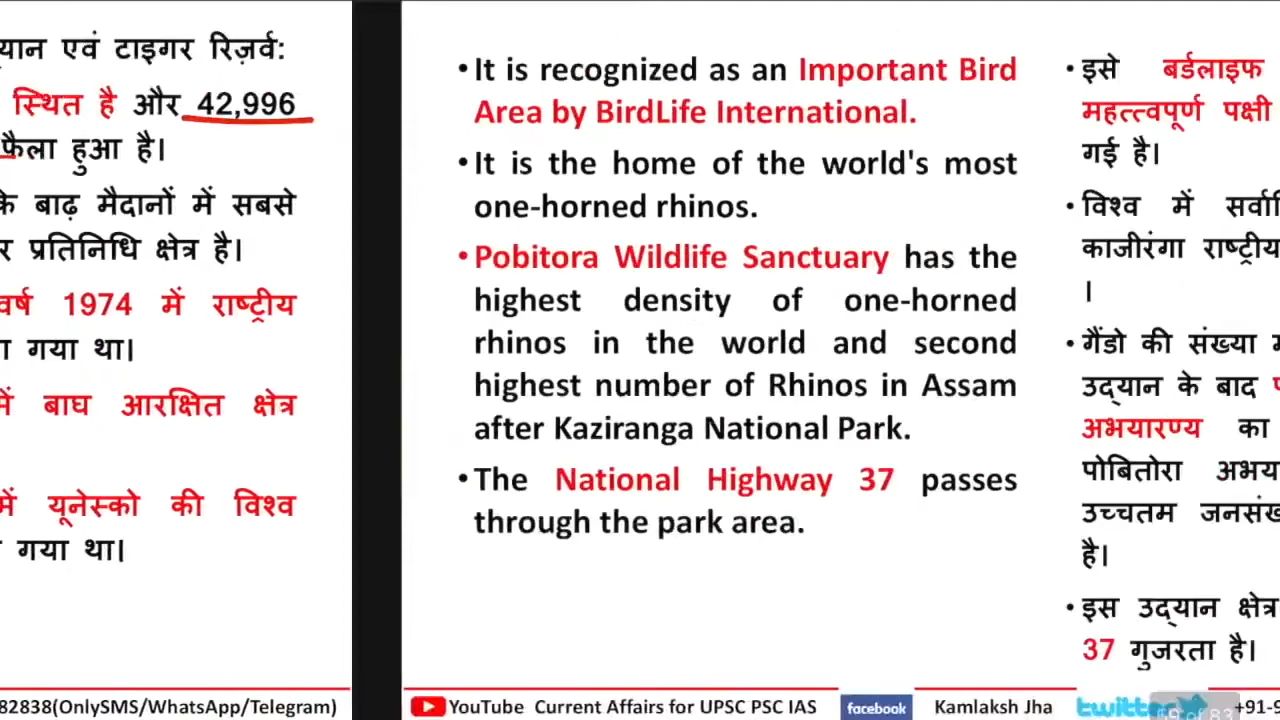 यान एवं टाइगर रिज़र्व:
स्थित है और 42,996
फैला हुआ है।
के बाढ़ मैदानों में सबसे
र प्रतिनिधि क्षेत्र है।
वर्ष 1974 में राष्ट्रीय
ा गया था।
में बाघ आरक्षित क्षेत्र
में यूनेस्को की विश्व
ा गया था।
82838(OnlySMS/WhatsApp/Telegram)
• It is recognized as an Important Bird
Area by BirdLife International.
• It is the home of the world's most
one-horned rhinos.
• Pobitora Wildlife Sanctuary has the
highest density of one-horned
rhinos in the world and second
highest number of Rhinos in Assam
after Kaziranga National Park.
• The National Highway 37 passes
through the park area.
YouTube Current Affairs for UPSC PSC IAS facebook Kamlaksh Jha twitter +91-9
• इसे बर्डलाइफ
महत्त्वपूर्ण पक्षी
गई है।
• विश्व में
काजीरंगा राष्ट्रीय
।
• गैंडो की संख्या
उद्यान के बाद
अभयारण्य का
पोबितोरा
उच्चतम
है।
• इस उद्यान क्षेत्र
37 गुजरता है।